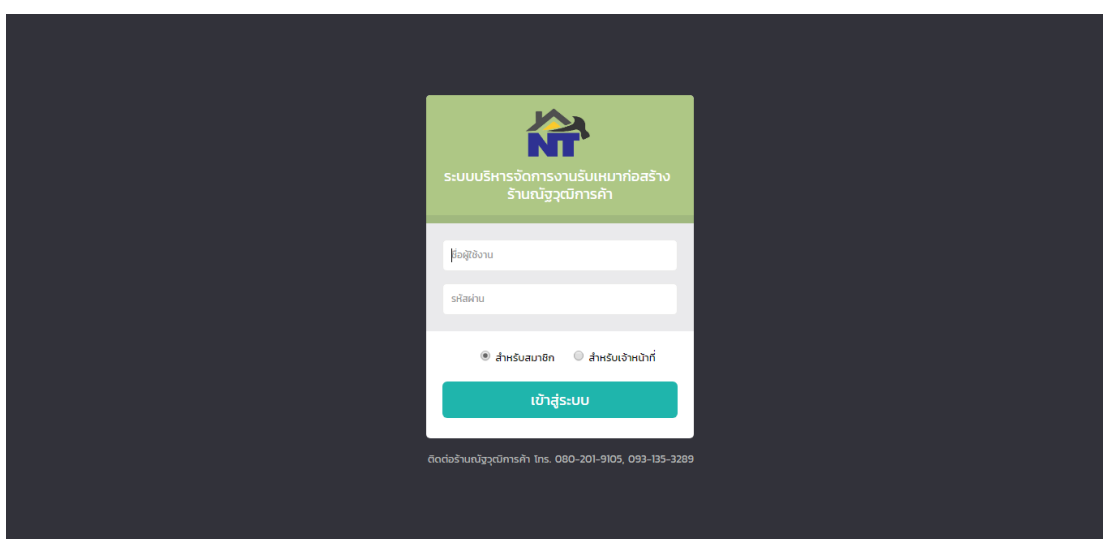 NT
ระบบบริหารจัดการงานรับเหมาก่อสร้าง
ร้านณัฐวุฒิการค้า
ชื่อผู้ใช้งาน
รหัสผ่าน
สำหรับสมาชิก สำหรับเจ้าหน้าที่
เข้าสู่ระบบ
ติดต่อร้านณัฐวุฒิการค้า โทร. 080-201-9105, 093-135-3289